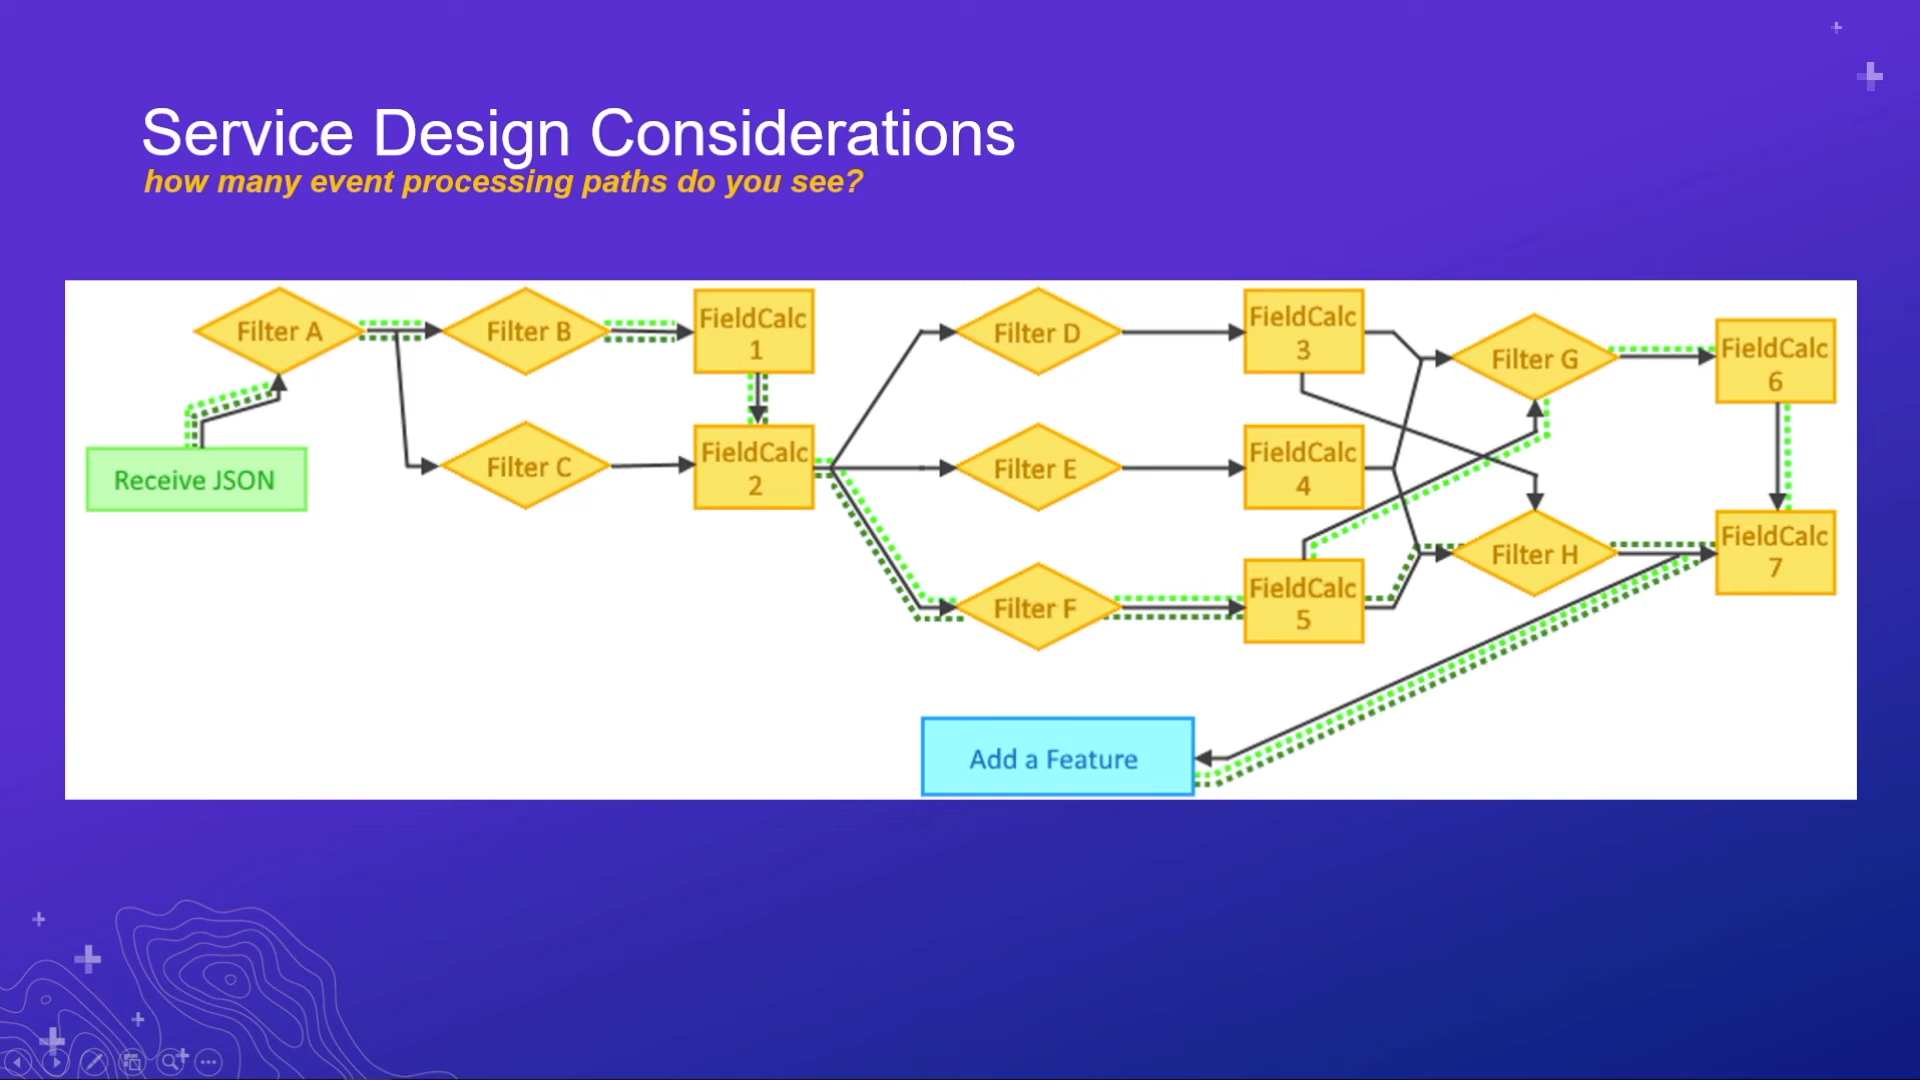 Service Design Considerations
how many event processing paths do you see?
Filter A
Filter B
FieldCalc
1
Filter D
FieldCalc
3
Filter G
FieldCalc
6
Receive JSON
Filter C
FieldCalc
2
Filter E
FieldCalc
4
Filter F
FieldCalc
5
Filter H
FieldCalc
7
Add a Feature